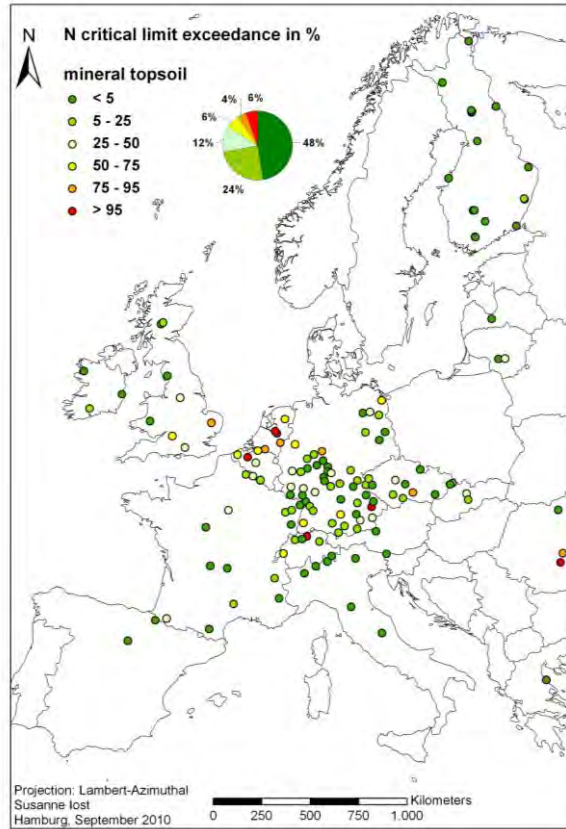 N
N critical limit exceedance in %
mineral topsoil
< 5
5 - 25
25 - 50
50 - 75
75 - 95
> 95
4%
6%
6%
12%
48%
24%
Projection: Lambert-Azimuthal
Susanne Iost
Hamburg, September 2010
Kilometers
0 250 500 750 1.000